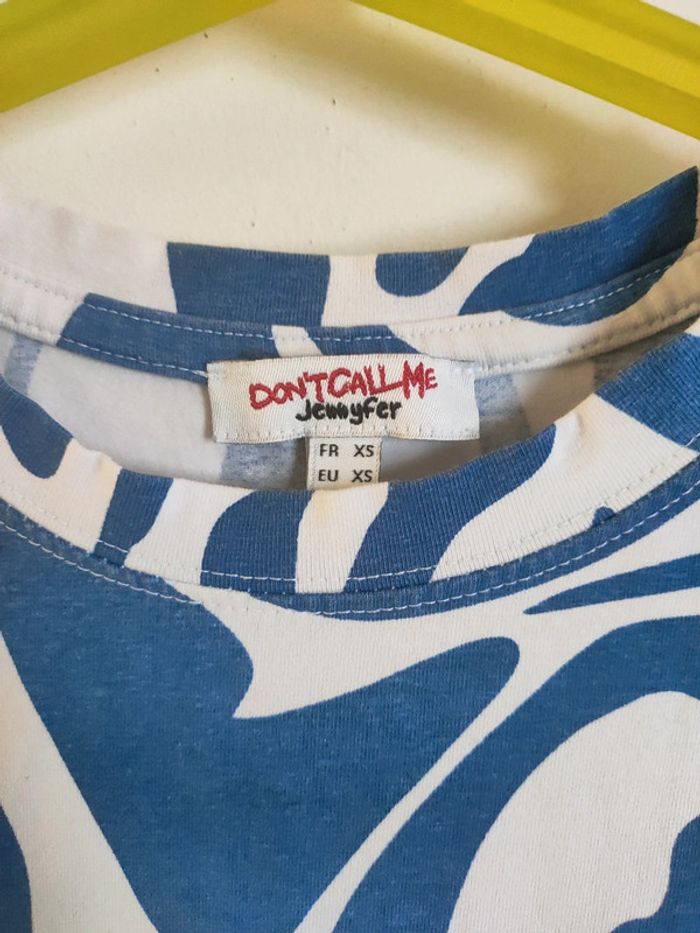 DON'T CALL ME
Jennyfer
FR XS
EU XS